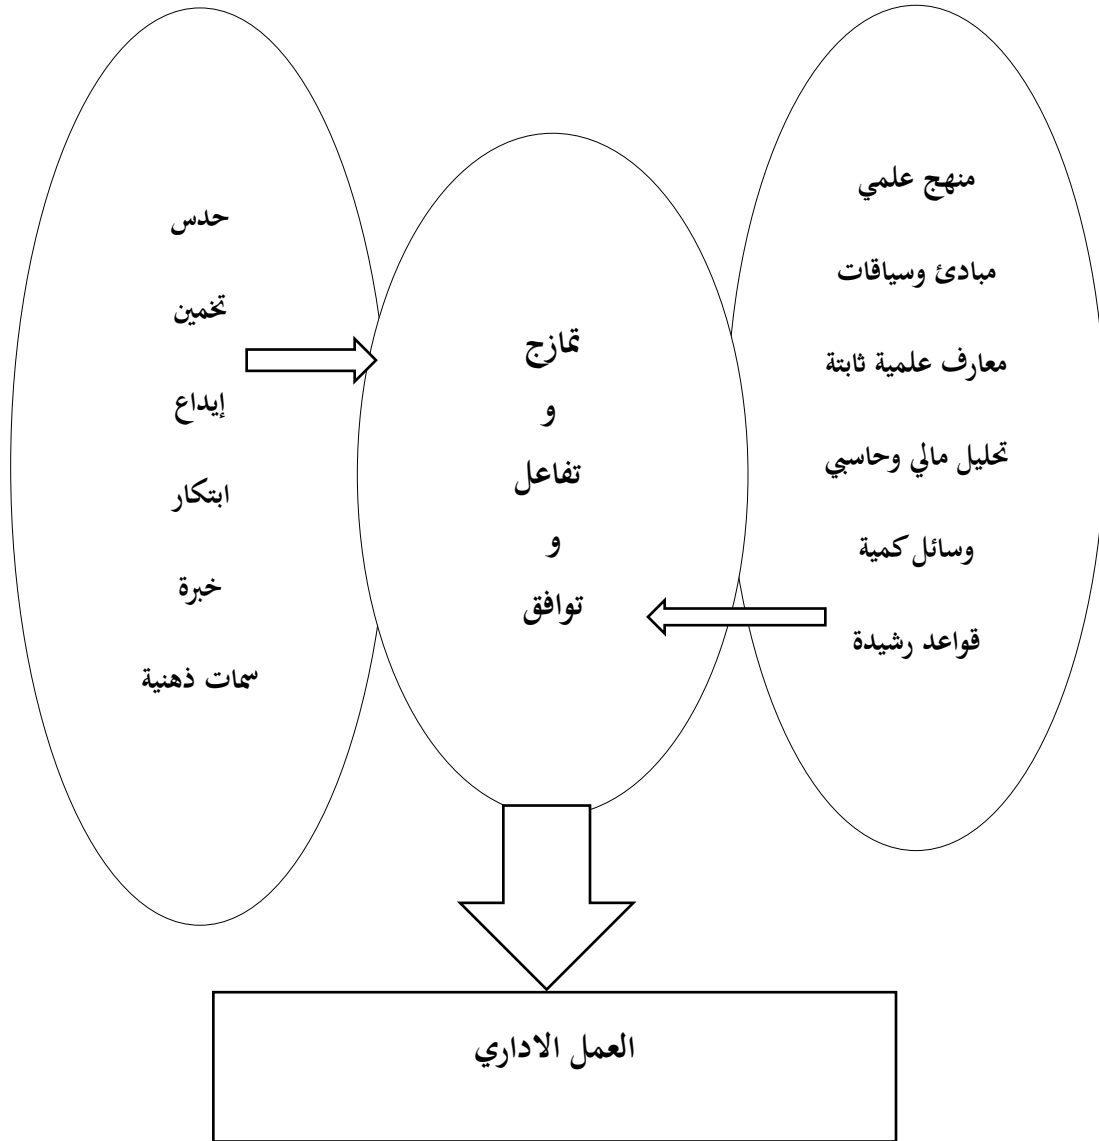 منهج علمي
مبادئ وسياقات
معارف علمية ثابتة
تحليل مالي وحاسبي
وسائل كمية
قواعد رشيدة
تمازج
و
تفاعل
و
توافق
حدس
تخمين
إيداع
ابتكار
خبرة
سمات ذهنية
العمل الاداري